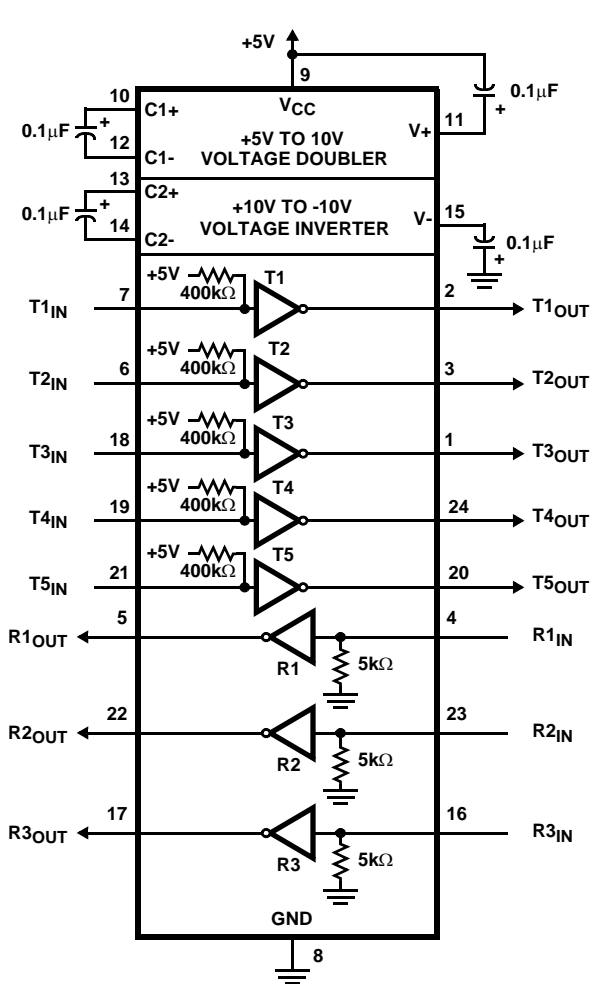 +5V
9
0.1µF
+
10
C1+
VCC
11
V+
0.1µF
+
+5V TO 10V
VOLTAGE DOUBLER
12
C1-
13
C2+
0.1µF
+
+10V TO -10V
VOLTAGE INVERTER
V-
15
14
C2-
0.1µF
+
+5V
400kΩ
T1
T1IN
7
2
T1OUT
+5V
400kΩ
T2
T2IN
6
3
T2OUT
+5V
400kΩ
T3
T3IN
18
1
T3OUT
+5V
400kΩ
T4
T4IN
19
24
T4OUT
+5V
400kΩ
T5
T5IN
21
20
T5OUT
R1OUT
5
4
R1IN
R1
5kΩ
R2OUT
22
23
R2IN
R2
5kΩ
R3OUT
17
16
R3IN
R3
5kΩ
GND
8